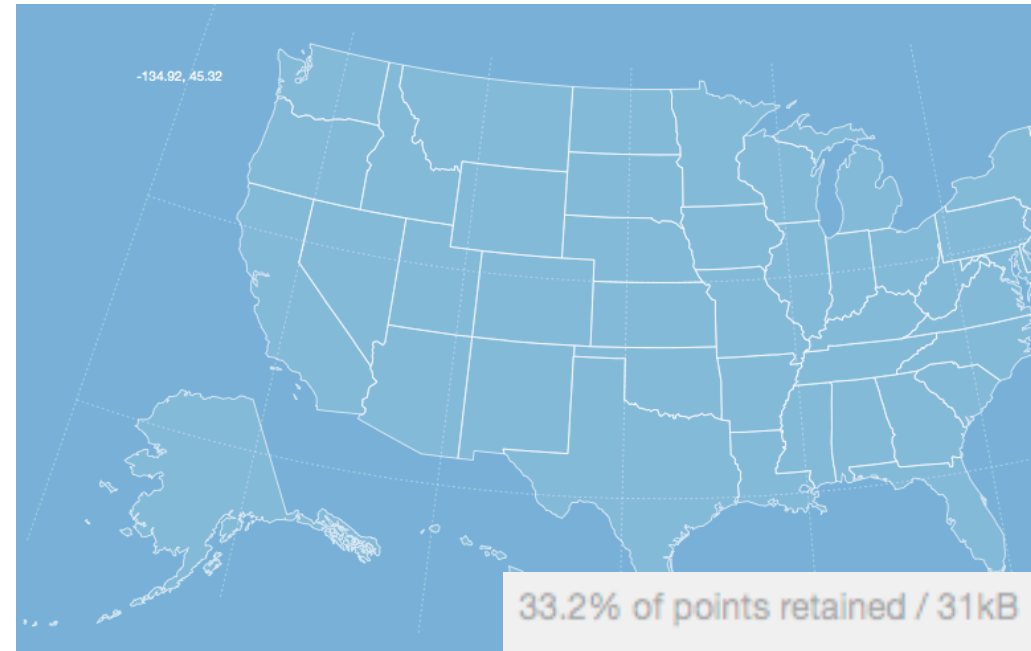 -134.92, 45.32
33.2% of points retained / 31kB